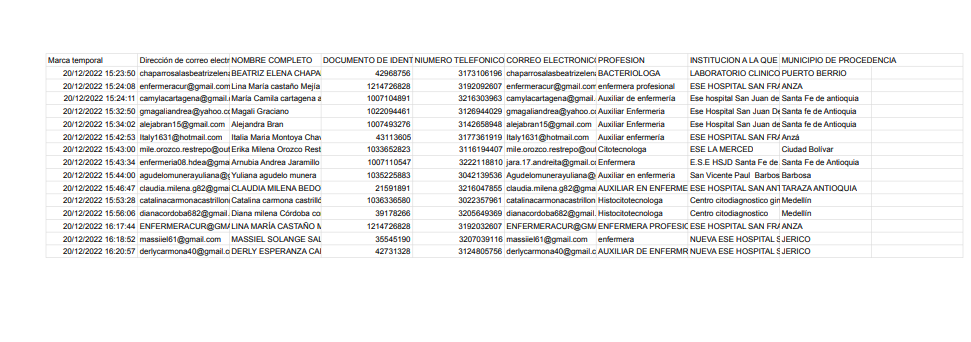 Marca temporal Dirección de correo electr NOMBRE COMPLETO DOCUMENTO DE IDENT NIUMERO TELEFONICO CORREO ELECTRONIC PROFESION INSTITUCION A LA QUE MUNICIPIO DE PROCEDENCIA
20/12/2022 15:23:50 chaparrosalasbeatrizelen BEATRIZ ELENA CHAPA 42968756 3173106196 chaparrosalasbeatrizelen BACTERIOLOGA LABORATORIO CLINICO PUERTO BERRIO
20/12/2022 15:24:08 enfermeracur@gmail.co Lina María castaño Mejía 1214726828 3192092607 enfermeracur@gmail.com enfermera profesional ESE HOSPITAL SAN FR ANZA
20/12/2022 15:24:11 camylacartagena@gmail. María Camila cartagena a 1007104891 3216303963 camylacartagena@gmail. Auxiliar de enfermería Ese hospital San Juan de Santa Fe de antioquia
20/12/2022 15:32:50 gmagaliandrea@yahoo.co Magali Graciano 1022094461 3126944029 gmagaliandrea@yahoo.c Auxiliar de enfermería Ese Hospital San Juan De Santa Fe de antioquia
20/12/2022 15:34:02 alejabran15@gmail.com Alejandra Bran 1007493276 3142658948 alejabran15@gmail.com Auxiliar Enfermeria Ese Hospital San Juan de Santa fe de antioquia
20/12/2022 15:42:53 Italy1631@hotmail.com Italia Maria Montoya Chav 43113605 3177361919 Italy1631@hotmail.com Auxiliar enfermería ESE HOSPITAL SAN FRA Anzá
20/12/2022 15:43:00 mile.orozco.restrepo@ou Erika Milena Orozco Rest 1033652823 3116194407 mile.orozco.restrepo@out Citotecnologa ESE LA MERCED Ciudad Bolívar
20/12/2022 15:43:34 enfermeria08.hdea@gma Arnubia Andrea Jaramillo 1007110547 3222118810 jara.17.andreita@gmail.c Enfermera E.S.E HSJD Santa Fe de Santa Fe de Antioquia
20/12/2022 15:44:00 agudelomunerayuliana@g Yuliana agudelo munera 1035225883 3042139536 Agudelomunerayuliana@ Auxiliar en enfermería San Vicente Paul Barbos Barbosa
20/12/2022 15:46:47 claudia.milena.g82@gma CLAUDIA MILENA BEDO 21591891 3216047855 claudia.milena.g82@gma AUXILIAR EN ENFERME ESE HOSPITAL SAN ANT TARAZA ANTIOQUIA
20/12/2022 15:53:28 catalinacarmonacastrillon Catalina carmona castrill 1036336580 3022357961 catalinacarmonacastrillon Histocitotecnologa Centro citodiagnostico gin Medellín
20/12/2022 15:56:06 dianacordoba682@gmail. Diana milena Córdoba co 39178266 3205649369 dianacordoba682@gmail. Histocitotecnologa Centro citodiagnostico Medellín
20/12/2022 16:17:44 ENFERMERACUR@GM LINA MARÍA CASTAÑO M 1214726828 3192032607 ENFERMERACUR@GMA ENFERMERA PROFESIO ESE HOSPITAL SAN FR ANZA
20/12/2022 16:18:52 massiiel61@gmail.com MASSIEL SOLANGE SAL 35545190 3207039116 massiiel61@gmail.com enfermera NUEVA ESE HOSPITAL S JERICO
20/12/2022 16:20:57 derlycarmona40@gmail.c DERLY ESPERANZA CA 42731328 3124805756 derlycarmona40@gmail.c AUXILIAR DE ENFERMR NUEVA ESE HOSPITAL S JERICO